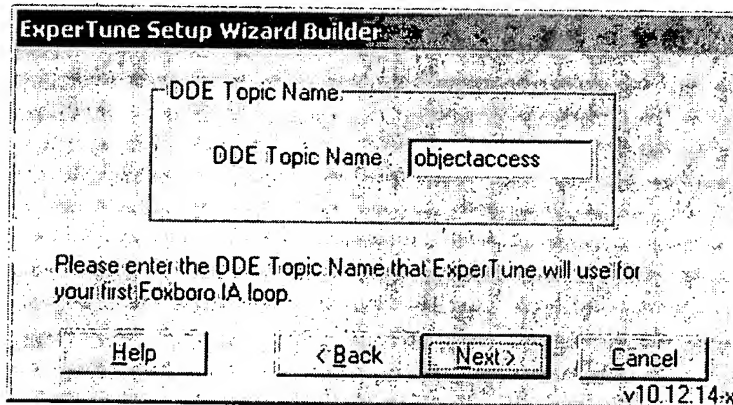 ExperTune Setup Wizard Builder
DDE Topic Name
DDE Topic Name : objectaccess
Please enter the DDE Topic Name that ExperTune will use for
your first Foxboro IA loop.
Help < Back Next > Cancel
v10.12.14-x